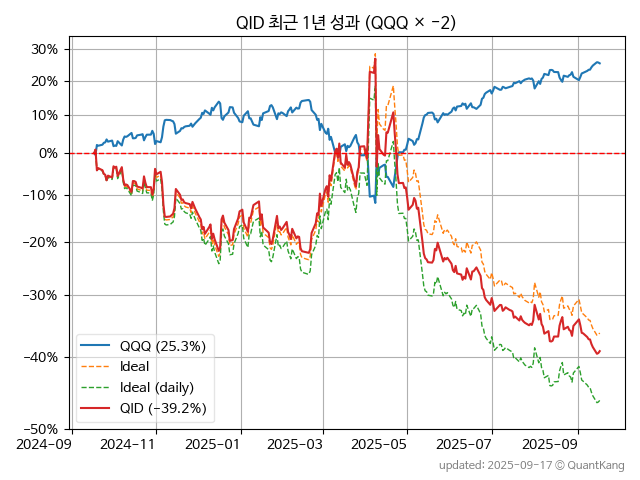 QID 최근 1년 성과 (QQQ × −2)
30%
20%
10%
0%
−10%
−20%
−30%
−40%
−50%
QQQ (25.3%)
Ideal
Ideal (daily)
QID (−39.2%)
2024-09
2024-11
2025-01
2025-03
2025-05
2025-07
2025-09
updated: 2025-09-17 © QuantKang